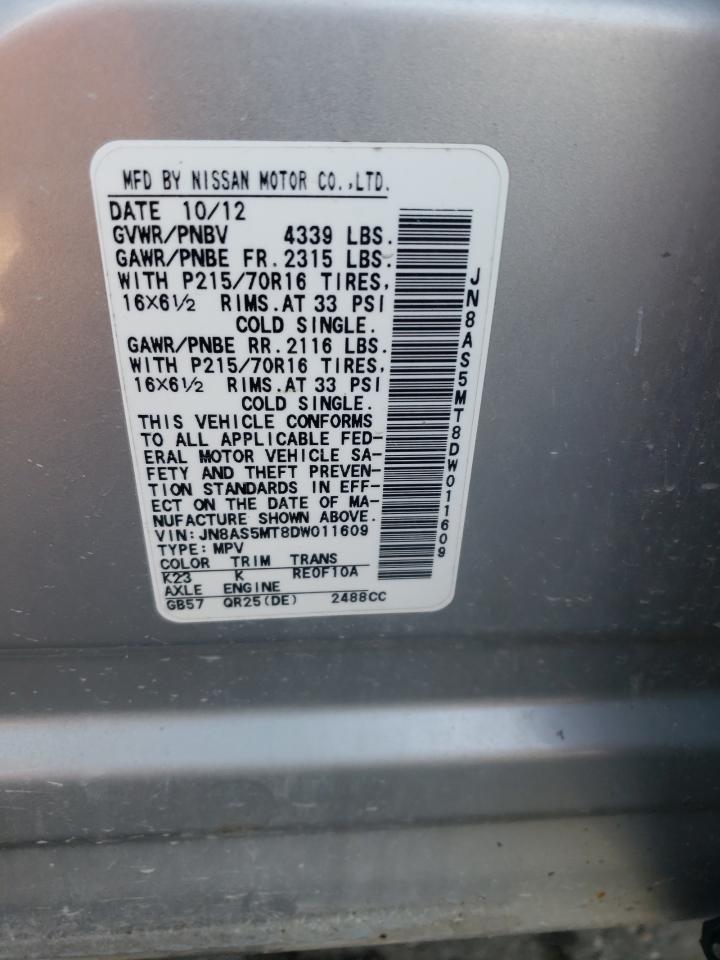 MFD BY NISSAN MOTOR CO.,LTD.
DATE 10/12
GVWR/PNBV 4339 LBS.
GAWR/PNBE FR. 2315 LBS.
WITH P215/70R16 TIRES,
16X6½ RIMS. AT 33 PSI
COLD SINGLE.
GAWR/PNBE RR. 2116 LBS.
WITH P215/70R16 TIRES,
16X6½ RIMS. AT 33 PSI
COLD SINGLE.
THIS VEHICLE CONFORMS
TO ALL APPLICABLE FED-
ERAL MOTOR VEHICLE SA-
FETY AND THEFT PREVEN-
TION STANDARDS IN EFF-
ECT ON THE DATE OF MA-
NUFACTURE SHOWN ABOVE.
VIN:JN8AS5MT8DW011609
TYPE:MPV
COLOR TRIM TRANS
K23 K RE0F10A
AXLE ENGINE
GB57 QR25(DE) 2488CC
JN8AS5MT8DW011609